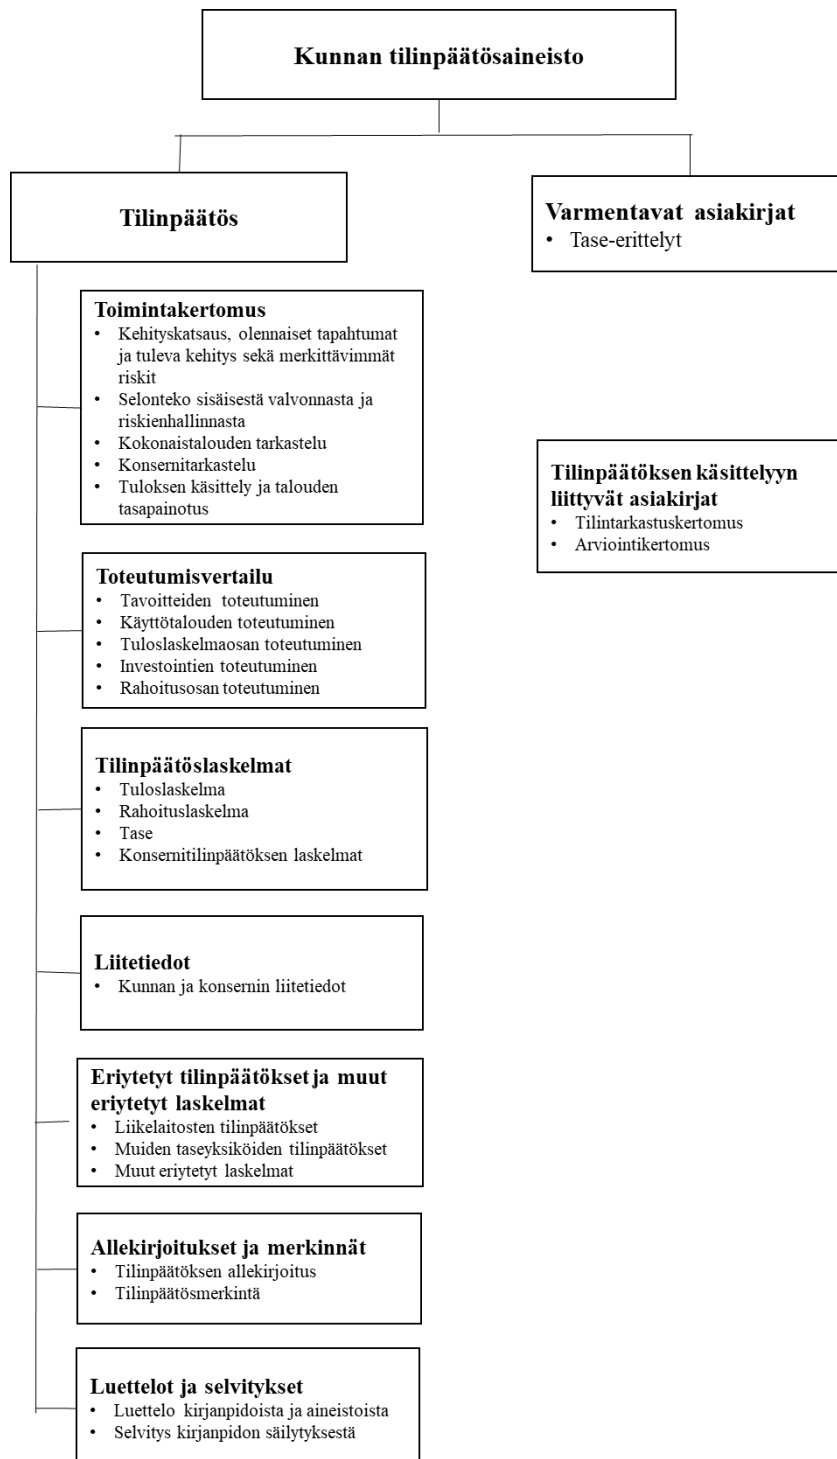 Kunnan tilinpäätösaineisto
Tilinpäätös
Varmentavat asiakirjat
• Tase-erittelyt
Toimintakertomus
• Kehityskatsaus, olennaiset tapahtumat
ja tuleva kehitys sekä merkittävimmät
riskit
• Selonteko sisäisestä valvonnasta ja
riskienhallinnasta
• Kokonaistalouden tarkastelu
• Konsernitarkastelu
• Tuloksen käsittely ja talouden
tasapainotus
Tilinpäätöksen käsittelyyn
liittyvät asiakirjat
• Tilintarkastuskertomus
• Arviointikertomus
Toteutumisvertailu
• Tavoitteiden toteutuminen
• Käyttötalouden toteutuminen
• Tuloslaskelmaosan toteutuminen
• Investointien toteutuminen
• Rahoitusosan toteutuminen
Tilinpäätöslaskelmat
• Tuloslaskelma
• Rahoituslaskelma
• Tase
• Konsernitilinpäätöksen laskelmat
Liitetiedot
• Kunnan ja konsernin liitetiedot
Eriytetyt tilinpäätökset ja muut
eriytetyt laskelmat
• Liikelaitosten tilinpäätökset
• Muiden taseyksiköiden tilinpäätökset
• Muut eriytetyt laskelmat
Allekirjoitukset ja merkinnät
• Tilinpäätöksen allekirjoitus
• Tilinpäätösmerkintä
Luettelot ja selvitykset
• Luettelo kirjanpidoista ja aineistoista
• Selvitys kirjanpidon säilytyksestä